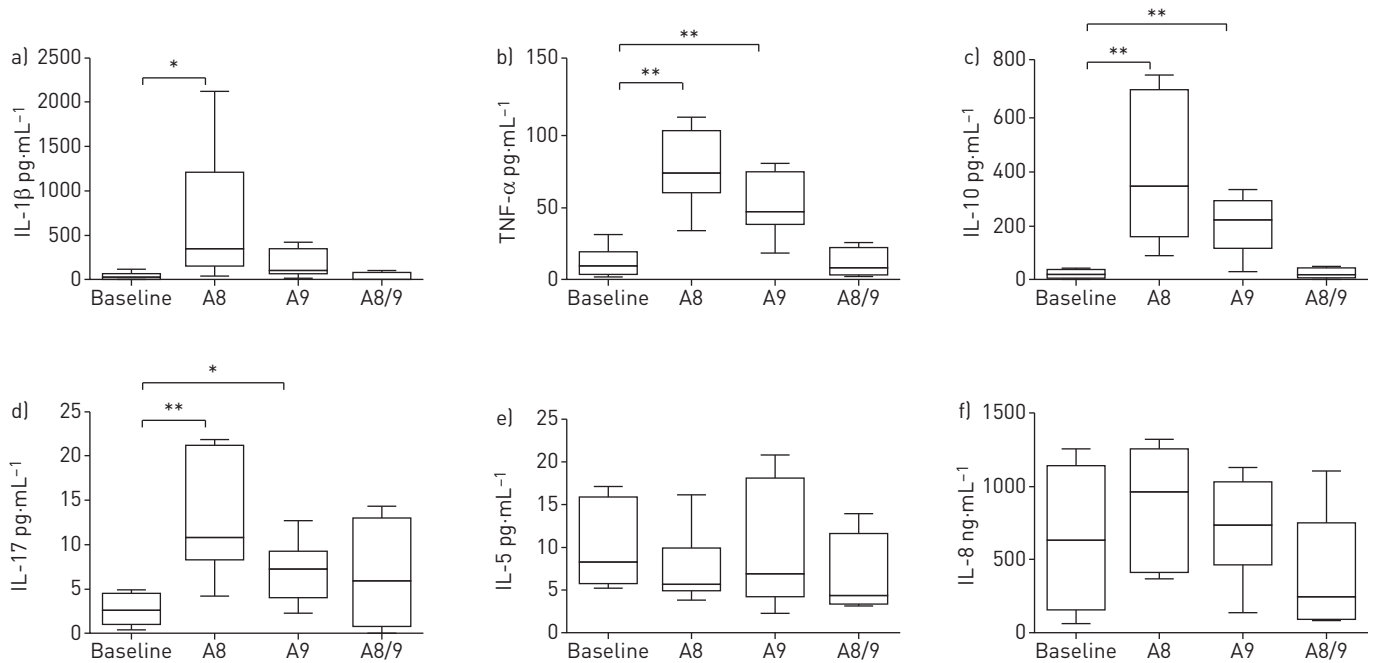 a)
IL-1β pg·mL⁻¹
2500
2000
1500
1000
500
0
*
Baseline A8 A9 A8/9
b)
TNF-α pg·mL⁻¹
150
100
50
0
**
**
Baseline A8 A9 A8/9
c)
IL-10 pg·mL⁻¹
800
600
400
200
0
**
**
Baseline A8 A9 A8/9
d)
IL-17 pg·mL⁻¹
25
20
15
10
5
0
*
**
Baseline A8 A9 A8/9
e)
IL-5 pg·mL⁻¹
25
20
15
10
5
0
Baseline A8 A9 A8/9
f)
IL-8 ng·mL⁻¹
1500
1000
500
0
Baseline A8 A9 A8/9